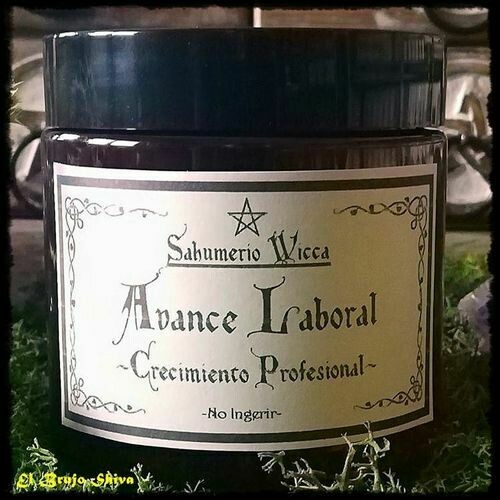 Sahumerio Wicca
Avance Laboral
~Crecimiento Profesional~
-No Ingerir-
El Brujo Shiva